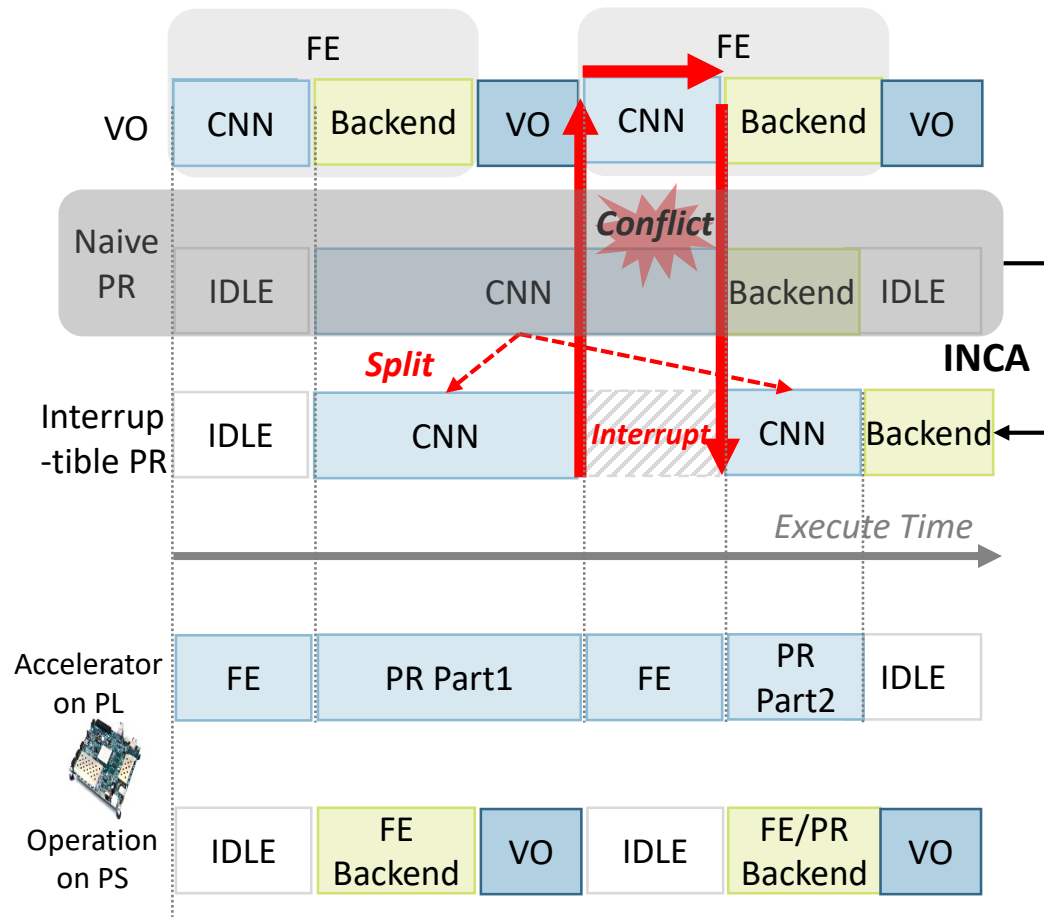 FE
FE
VO
CNN
Backend
VO
CNN
Backend
VO
Conflict
Naive
PR
IDLE
CNN
Backend
IDLE
Split
INCA
Interrup
-tible PR
IDLE
CNN
Interrupt
CNN
Backend
Execute Time
Accelerator
on PL
FE
PR Part1
FE
PR
Part2
IDLE
Operation
on PS
IDLE
FE
Backend
VO
IDLE
FE/PR
Backend
VO